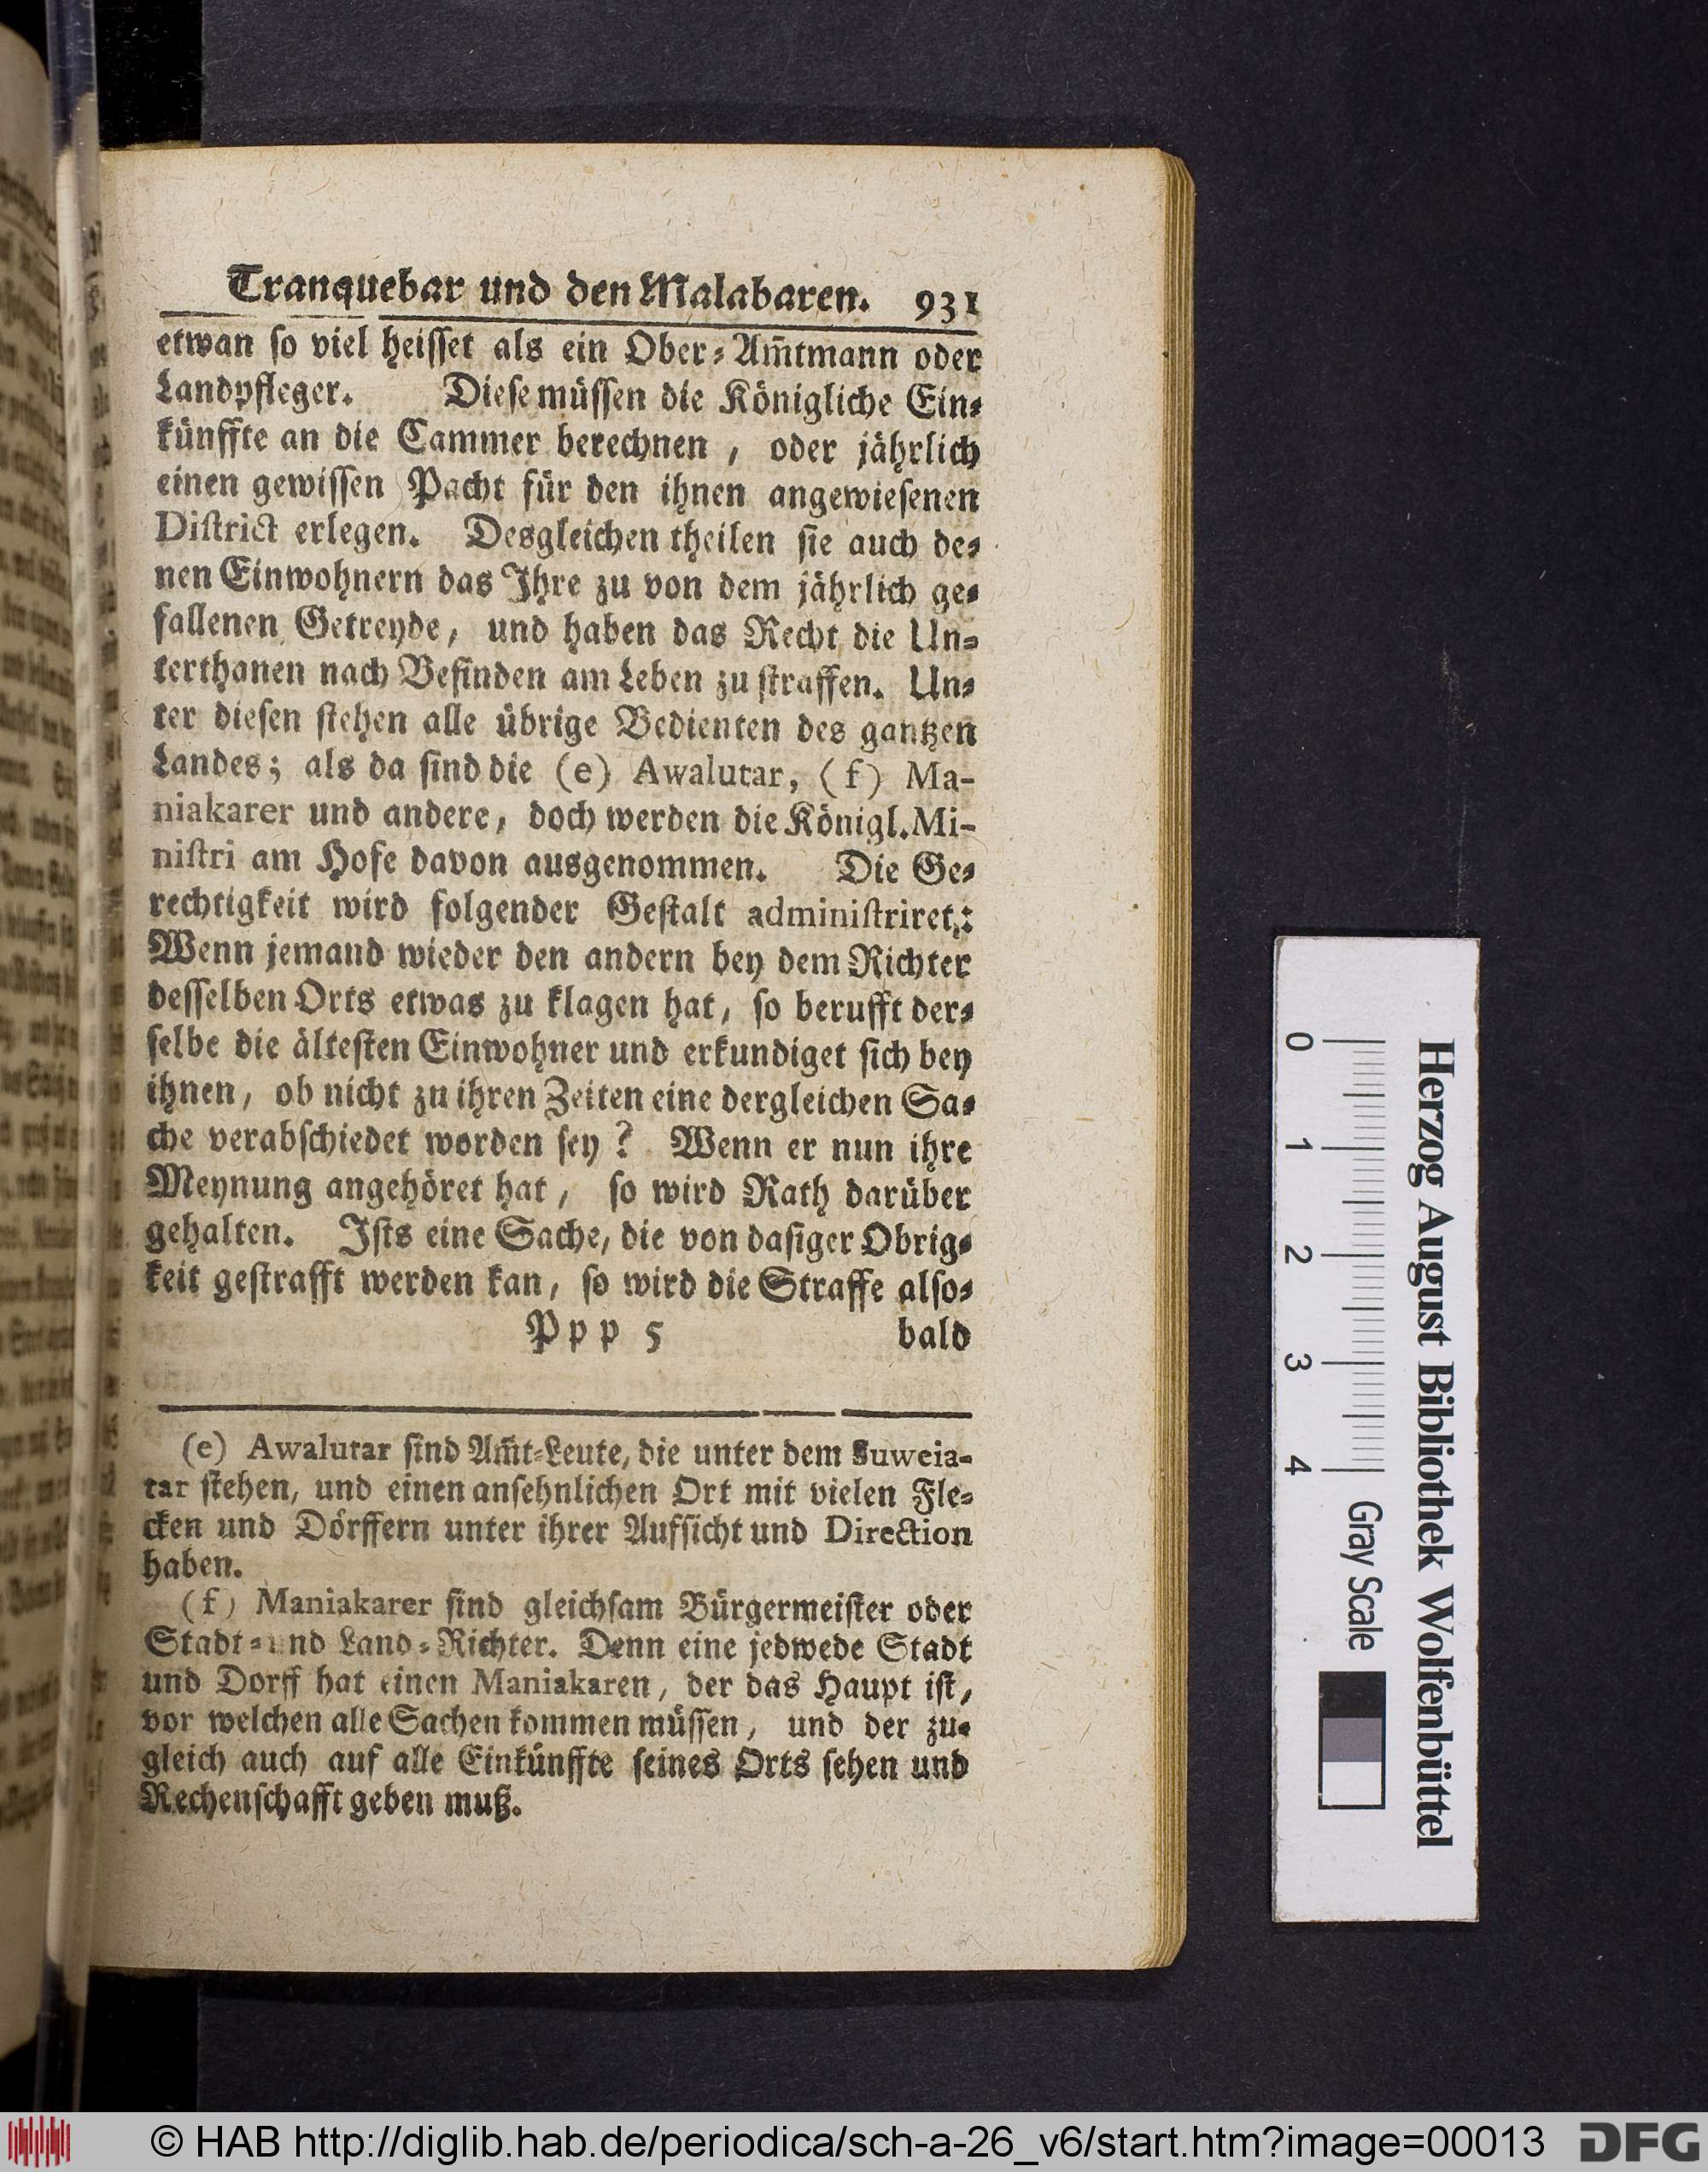 Tranquebar und den Malabaren. 931
etwan ſo viel heiſſet als ein Ober⸗Am̃tmann oder
Landpfleger. Dieſe müſſen die Königliche Ein⸗
künffte an die Cammer berechnen, oder jährlich
einen gewiſſen Pacht für den ihnen angewieſenen
Diſtrict erlegen. Desgleichen theilen ſie auch de⸗
nen Einwohnern das Ihre zu von dem jährlich ge⸗
fallenen Getreyde, und haben das Recht die Un⸗
terthanen nach Befinden am Leben zu ſtraffen. Un⸗
ter dieſen ſtehen alle übrige Bedienten des gantzen
Landes; als da ſind die (e) Awalutar, (f) Ma-
niakarer und andere, doch werden die Königl. Mi-
niſtri am Hofe davon ausgenommen. Die Ge⸗
rechtigkeit wird folgender Geſtalt adminiſtriret:
Wenn jemand wieder den andern bey dem Richter
deſſelben Orts etwas zu klagen hat, ſo berufft der⸗
ſelbe die älteſten Einwohner und erkundiget ſich bey
ihnen, ob nicht zu ihren Zeiten eine dergleichen Sa⸗
che verabſchiedet worden ſey? Wenn er nun ihre
Meynung angehöret hat, ſo wird Rath darüber
gehalten. Iſts eine Sache, die von daſiger Obrig⸗
keit geſtrafft werden kan, ſo wird die Straffe alſo⸗
Ppp 5 bald
(e) Awalutar ſind Am̃t⸗Leute, die unter dem Suweia-
tar ſtehen, und einen anſehnlichen Ort mit vielen Fle⸗
cken und Dörffern unter ihrer Aufſicht und Direction
haben.
(f) Maniakarer ſind gleichſam Bürgermeiſter oder
Stadt⸗und Land⸗Richter. Denn eine jedwede Stadt
und Dorff hat einen Maniakaren, der das Haupt iſt,
vor welchen alle Sachen kommen müſſen, und der zu⸗
gleich auch auf alle Einkünffte ſeines Orts ſehen und
Rechenſchafft geben muß.
Herzog August Bibliothek Wolfenbüttel
0 1 2 3 4 Gray Scale
© HAB http://diglib.hab.de/periodica/sch-a-26_v6/start.htm?image=00013
DFG